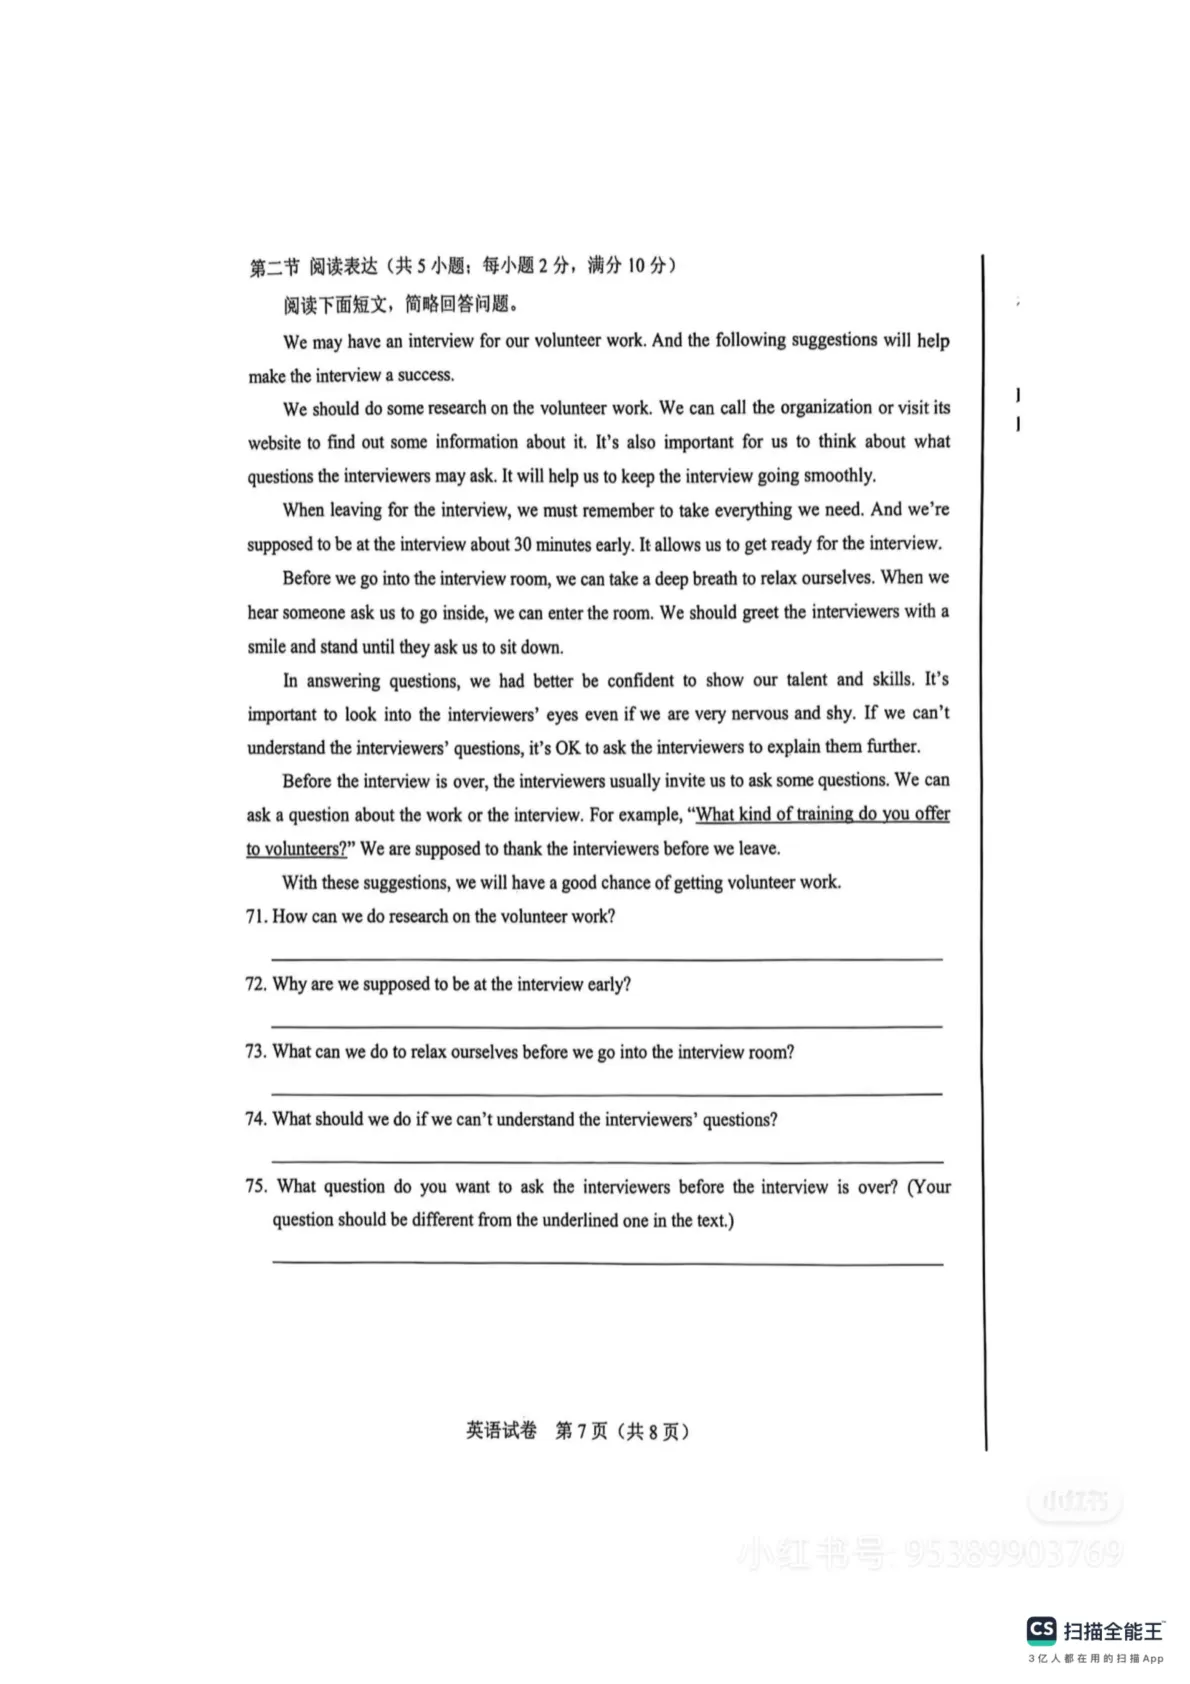 第二节 阅读表达（共 5 小题；每小题 2 分，满分 10 分）
阅读下面短文，简略回答问题。
We may have an interview for our volunteer work. And the following suggestions will help
make the interview a success.
We should do some research on the volunteer work. We can call the organization or visit its
website to find out some information about it. It's also important for us to think about what
questions the interviewers may ask. It will help us to keep the interview going smoothly.
When leaving for the interview, we must remember to take everything we need. And we're
supposed to be at the interview about 30 minutes early. It allows us to get ready for the interview.
Before we go into the interview room, we can take a deep breath to relax ourselves. When we
hear someone ask us to go inside, we can enter the room. We should greet the interviewers with a
smile and stand until they ask us to sit down.
In answering questions, we had better be confident to show our talent and skills. It's
important to look into the interviewers' eyes even if we are very nervous and shy. If we can't
understand the interviewers' questions, it's OK to ask the interviewers to explain them further.
Before the interview is over, the interviewers usually invite us to ask some questions. We can
ask a question about the work or the interview. For example, "What kind of training do you offer
to volunteers?" We are supposed to thank the interviewers before we leave.
With these suggestions, we will have a good chance of getting volunteer work.
71. How can we do research on the volunteer work?
72. Why are we supposed to be at the interview early?
73. What can we do to relax ourselves before we go into the interview room?
74. What should we do if we can't understand the interviewers' questions?
75. What question do you want to ask the interviewers before the interview is over? (Your
question should be different from the underlined one in the text.)
英语试卷 第 7 页（共 8 页）
小红书
小红书号: 95389903769
CS 扫描全能王™
3亿人都在用的扫描App